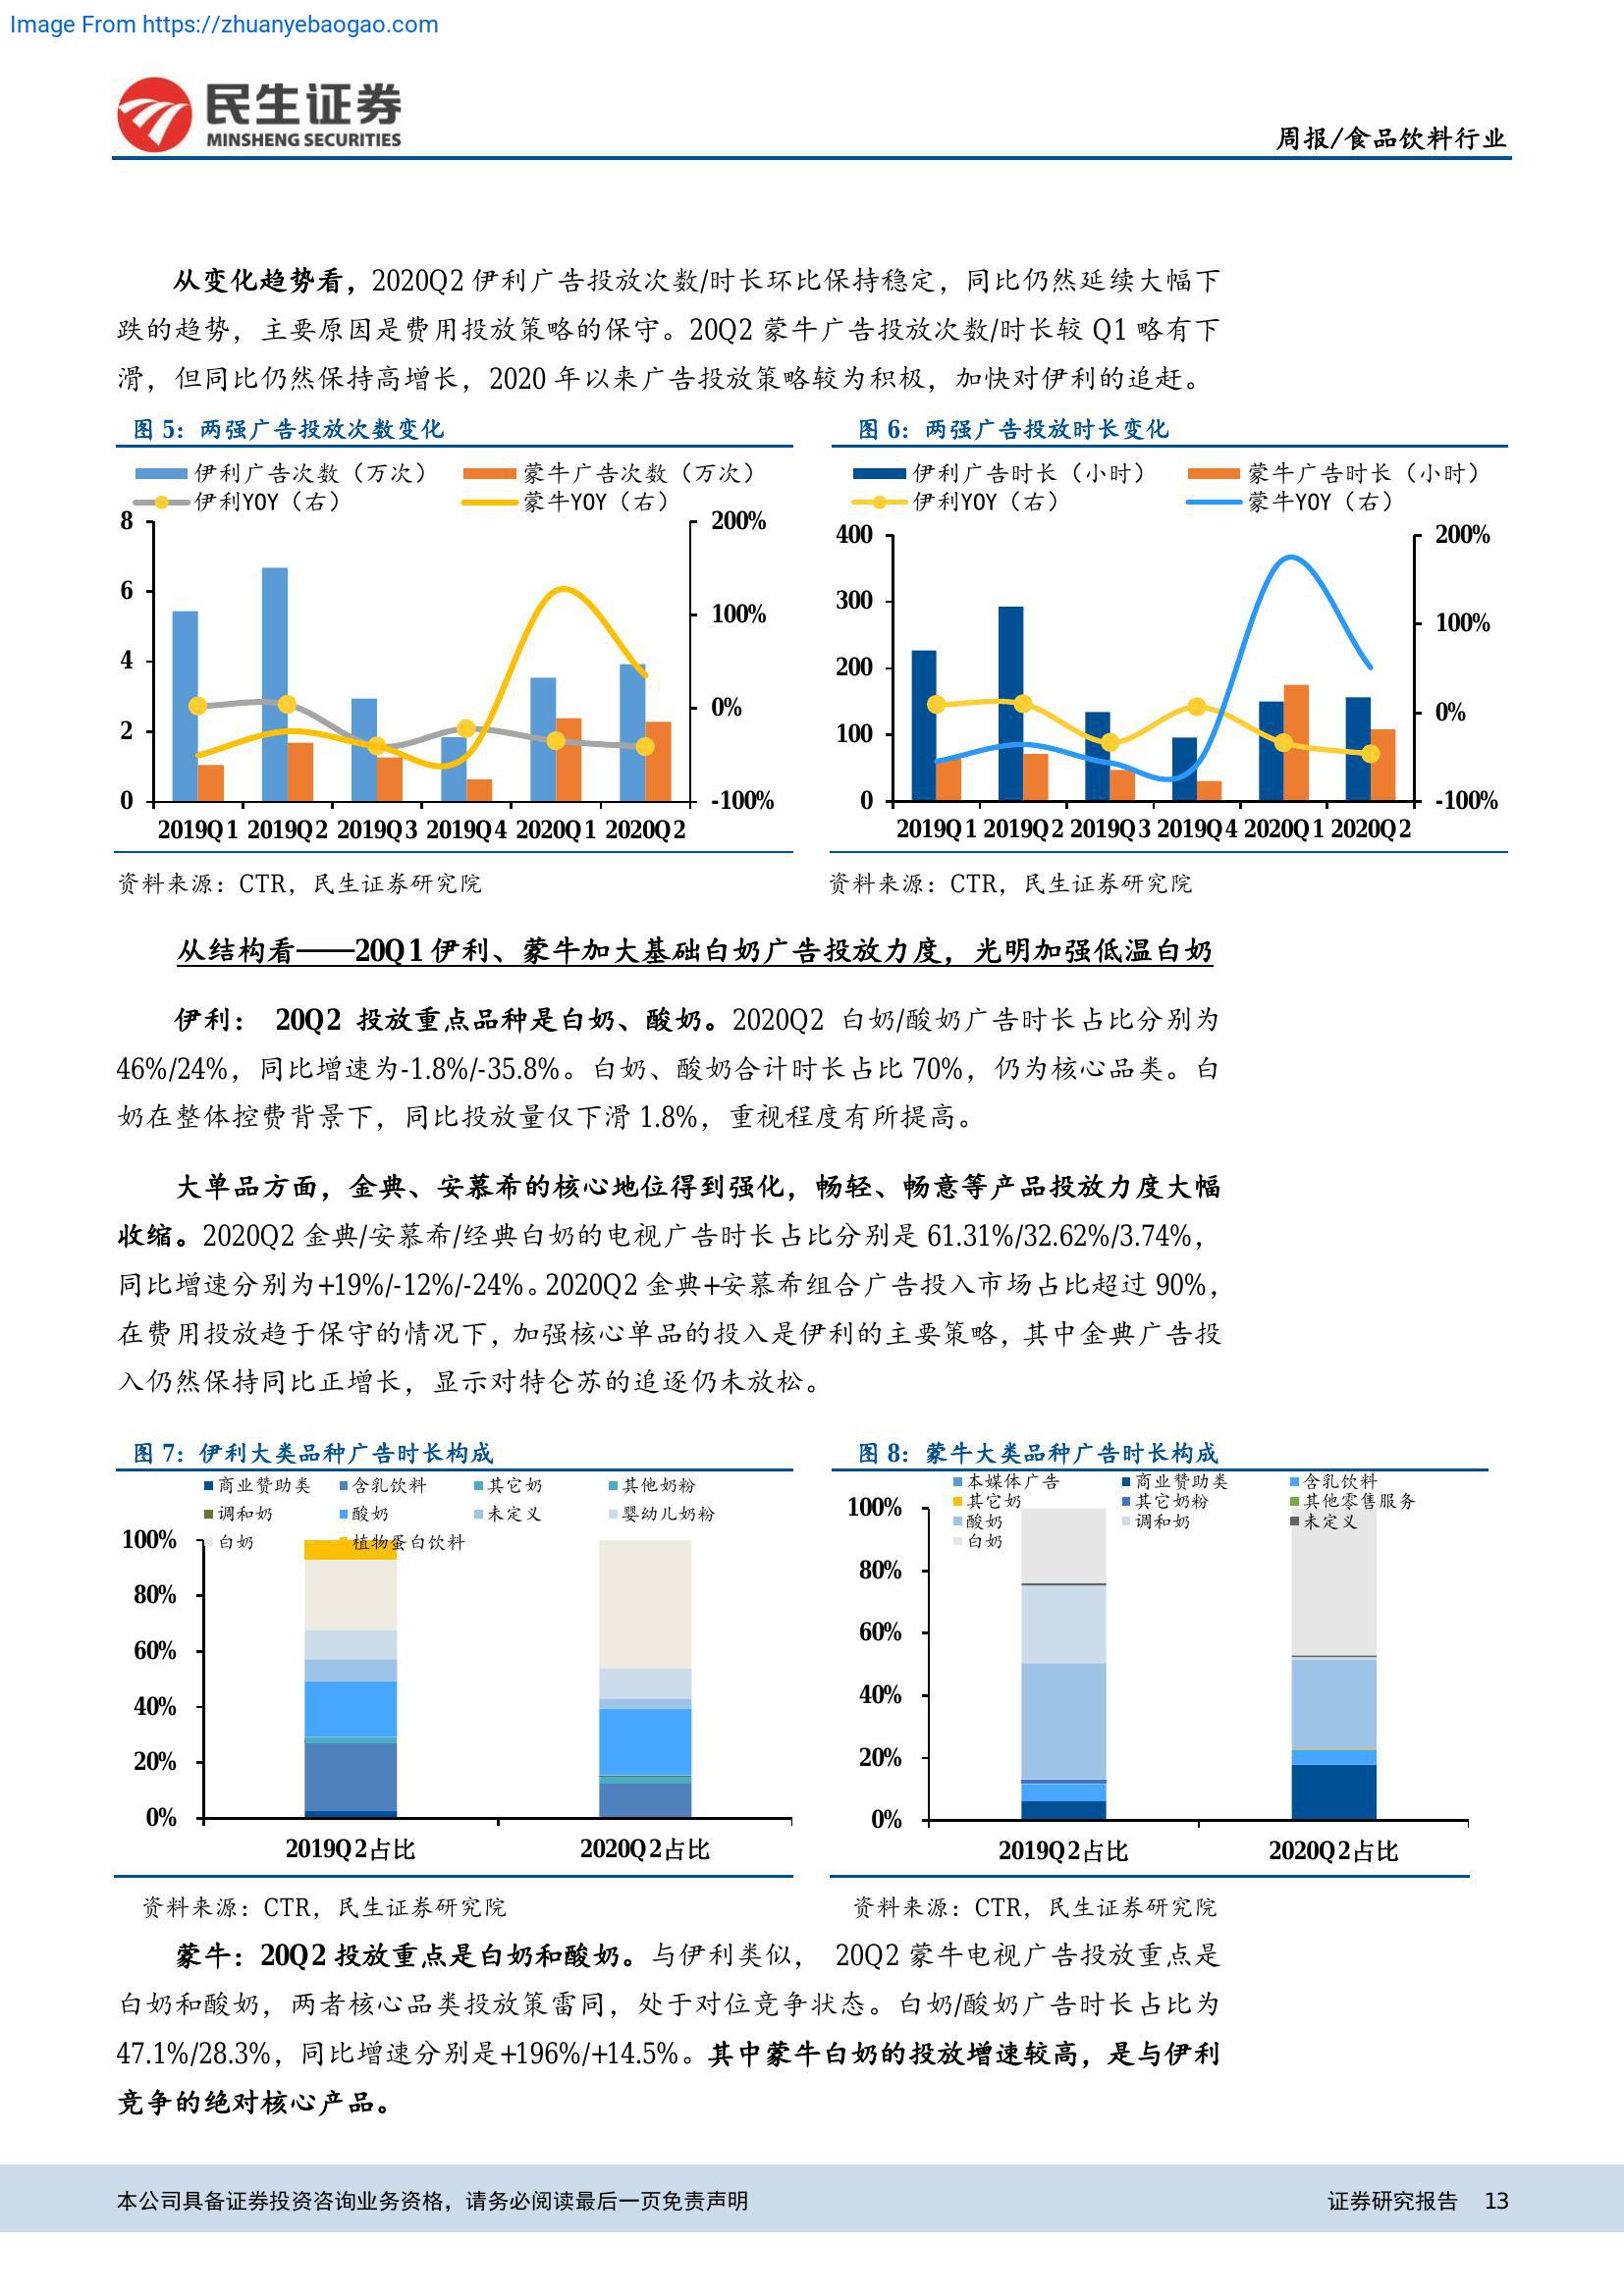 Image From https://zhuanyebaogao.com
民生证券
MINSHENG SECURITIES
周报/食品饮料行业
从变化趋势看，2020Q2 伊利广告投放次数/时长环比保持稳定，同比仍然延续大幅下
跌的趋势，主要原因是费用投放策略的保守。20Q2 蒙牛广告投放次数/时长较 Q1 略有下
滑，但同比仍然保持高增长，2020 年以来广告投放策略较为积极，加快对伊利的追赶。
图 5：两强广告投放次数变化
伊利广告次数（万次） 蒙牛广告次数（万次）
伊利YOY（右） 蒙牛YOY（右）
8 200%
6
100%
4
0%
2
0 -100%
2019Q1 2019Q2 2019Q3 2019Q4 2020Q1 2020Q2
资料来源：CTR，民生证券研究院
图 6：两强广告投放时长变化
伊利广告时长（小时） 蒙牛广告时长（小时）
伊利YOY（右） 蒙牛YOY（右）
400 200%
300
100%
200
0%
100
0 -100%
2019Q1 2019Q2 2019Q3 2019Q4 2020Q1 2020Q2
资料来源：CTR，民生证券研究院
从结构看——20Q1 伊利、蒙牛加大基础白奶广告投放力度，光明加强低温白奶
伊利： 20Q2 投放重点品种是白奶、酸奶。2020Q2 白奶/酸奶广告时长占比分别为
46%/24%，同比增速为-1.8%/-35.8%。白奶、酸奶合计时长占比 70%，仍为核心品类。白
奶在整体控费背景下，同比投放量仅下滑 1.8%，重视程度有所提高。
大单品方面，金典、安慕希的核心地位得到强化，畅轻、畅意等产品投放力度大幅
收缩。2020Q2 金典/安慕希/经典白奶的电视广告时长占比分别是 61.31%/32.62%/3.74%，
同比增速分别为+19%/-12%/-24%。2020Q2 金典+安慕希组合广告投入市场占比超过 90%，
在费用投放趋于保守的情况下，加强核心单品的投入是伊利的主要策略，其中金典广告投
入仍然保持同比正增长，显示对特仑苏的追逐仍未放松。
图 7：伊利大类品种广告时长构成
商业赞助类 含乳饮料 其它奶 其他奶粉
调和奶 酸奶 未定义 婴幼儿奶粉
白奶 植物蛋白饮料
100%
80%
60%
40%
20%
0%
2019Q2占比 2020Q2占比
资料来源：CTR，民生证券研究院
图 8：蒙牛大类品种广告时长构成
本媒体广告 商业赞助类 含乳饮料
其它奶 其它奶粉 其他零售服务
酸奶 调和奶 未定义
白奶
100%
80%
60%
40%
20%
0%
2019Q2占比 2020Q2占比
资料来源：CTR，民生证券研究院
蒙牛：20Q2 投放重点是白奶和酸奶。与伊利类似， 20Q2 蒙牛电视广告投放重点是
白奶和酸奶，两者核心品类投放策雷同，处于对位竞争状态。白奶/酸奶广告时长占比为
47.1%/28.3%，同比增速分别是+196%/+14.5%。其中蒙牛白奶的投放增速较高，是与伊利
竞争的绝对核心产品。
本公司具备证券投资咨询业务资格，请务必阅读最后一页免责声明
证券研究报告 13